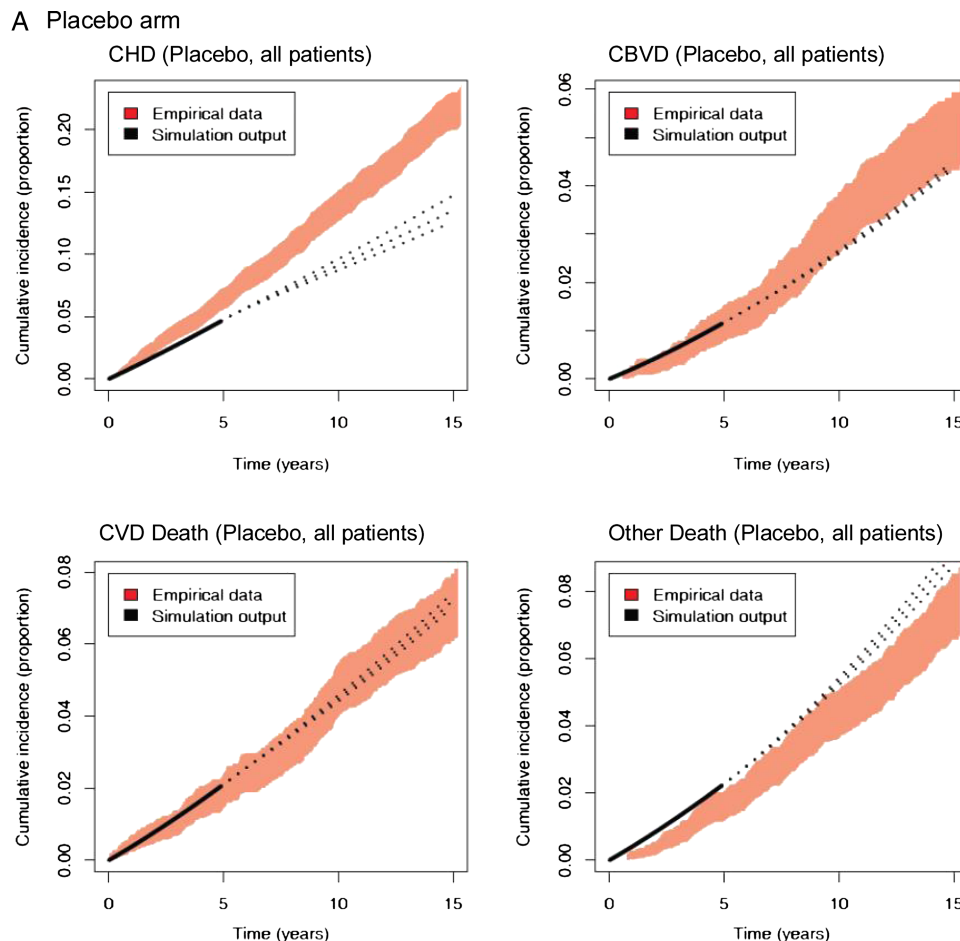 A Placebo arm
CHD (Placebo, all patients)
Cumulative incidence (proportion)
0.20
0.15
0.10
0.05
0.00
Empirical data
Simulation output
0 5 10 15
Time (years)
CBVD (Placebo, all patients)
Cumulative incidence (proportion)
0.06
0.04
0.02
0.00
Empirical data
Simulation output
0 5 10 15
Time (years)
CVD Death (Placebo, all patients)
Cumulative incidence (proportion)
0.08
0.06
0.04
0.02
0.00
Empirical data
Simulation output
0 5 10 15
Time (years)
Other Death (Placebo, all patients)
Cumulative incidence (proportion)
0.08
0.06
0.04
0.02
0.00
Empirical data
Simulation output
0 5 10 15
Time (years)